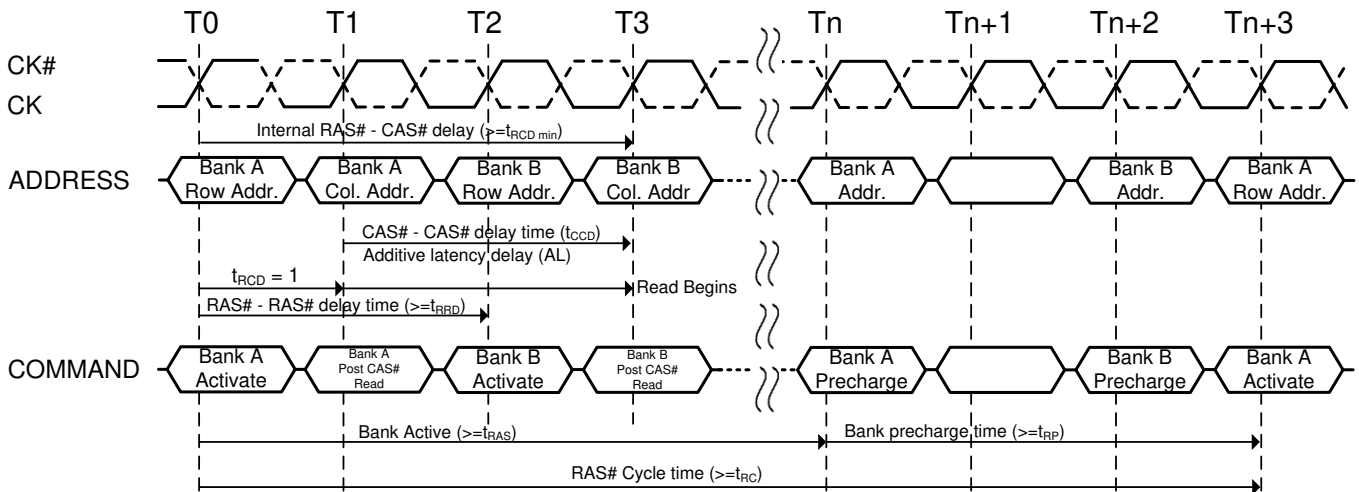 T0 T1 T2 T3 Tn Tn+1 Tn+2 Tn+3
CK#
CK
Internal RAS# - CAS# delay (>=tRCD min)
ADDRESS
Bank A Row Addr.
Bank A Col. Addr.
Bank B Row Addr.
Bank B Col. Addr
Bank A Addr.
Bank B Addr.
Bank A Row Addr.
CAS# - CAS# delay time (tCCD)
Additive latency delay (AL)
tRCD = 1
Read Begins
RAS# - RAS# delay time (>=tRRD)
COMMAND
Bank A Activate
Bank A Post CAS# Read
Bank B Activate
Bank B Post CAS# Read
Bank A Precharge
Bank B Precharge
Bank A Activate
Bank Active (>=tRAS)
Bank precharge time (>=tRP)
RAS# Cycle time (>=tRC)